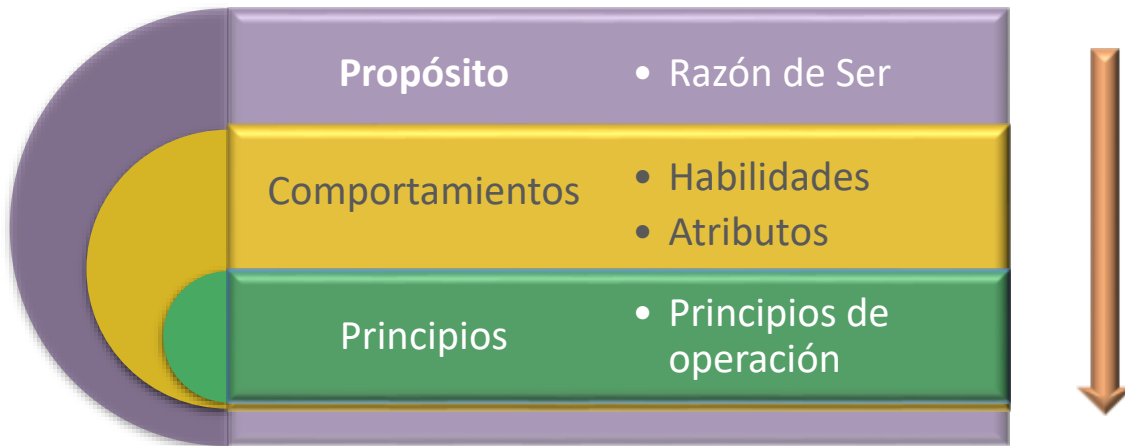 Propósito
• Razón de Ser
Comportamientos
• Habilidades
• Atributos
Principios
• Principios de
operación